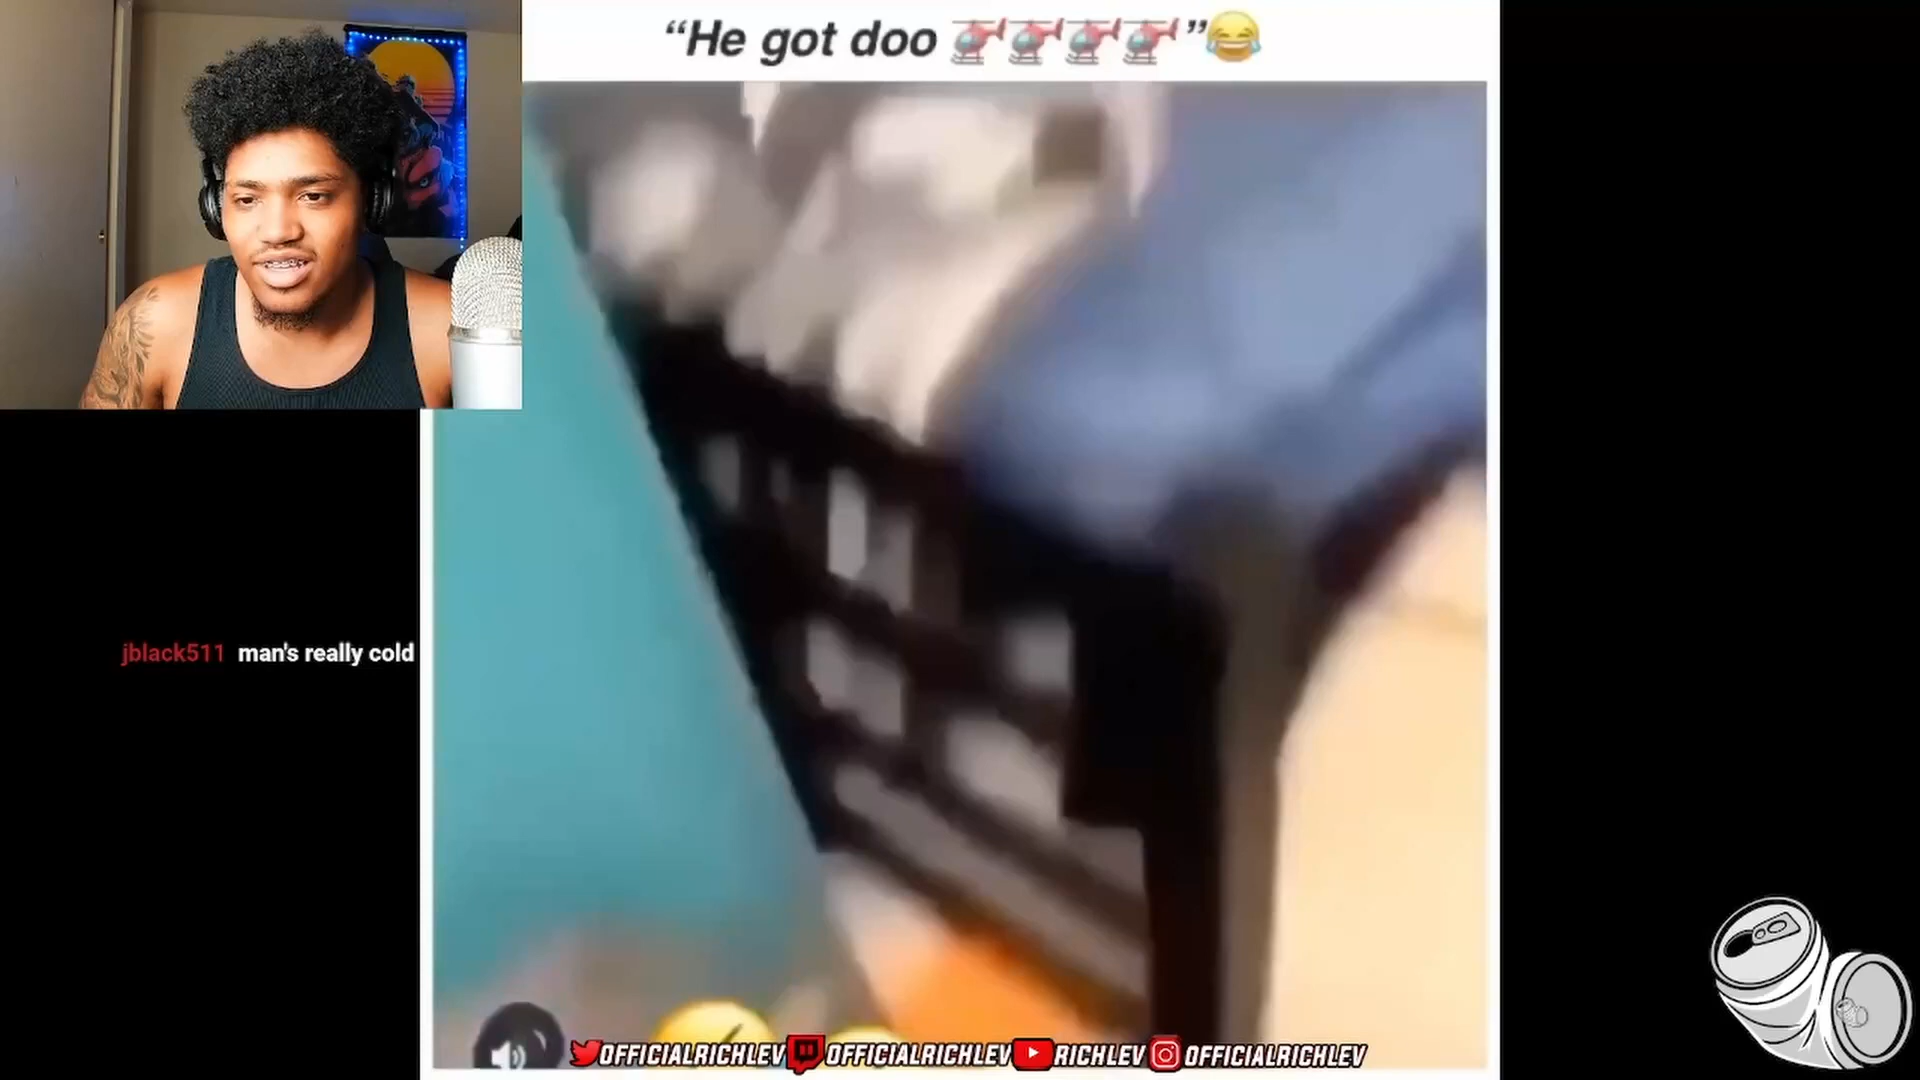 “He got doo 🚁🚁🚁🚁”😂
jblack511 man's really cold
OFFICIALRICHLEV OFFICIALRICHLEV RICHLEV OFFICIALRICHLEV